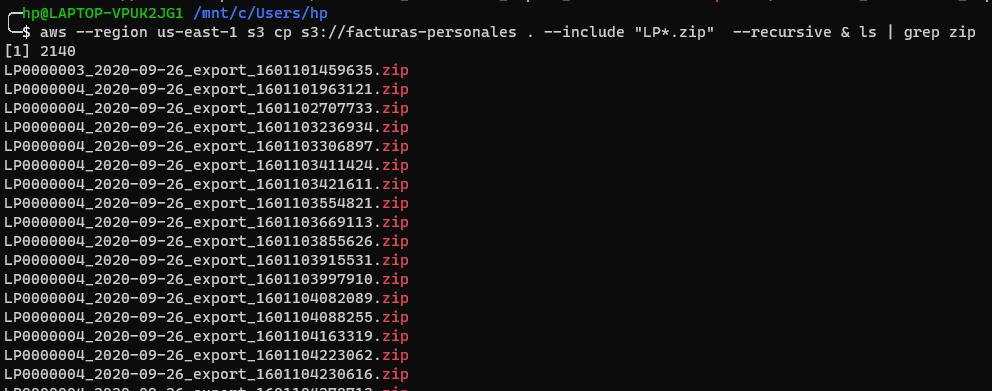 hp@LAPTOP-VPUK2JG1 /mnt/c/Users/hp
$ aws --region us-east-1 s3 cp s3://facturas-personales . --include "LP*.zip"  --recursive & ls | grep zip
[1] 2140
LP0000003_2020-09-26_export_1601101459635.zip
LP0000004_2020-09-26_export_1601101963121.zip
LP0000004_2020-09-26_export_1601102707733.zip
LP0000004_2020-09-26_export_1601103236934.zip
LP0000004_2020-09-26_export_1601103306897.zip
LP0000004_2020-09-26_export_1601103411424.zip
LP0000004_2020-09-26_export_1601103421611.zip
LP0000004_2020-09-26_export_1601103554821.zip
LP0000004_2020-09-26_export_1601103669113.zip
LP0000004_2020-09-26_export_1601103855626.zip
LP0000004_2020-09-26_export_1601103915531.zip
LP0000004_2020-09-26_export_1601103997910.zip
LP0000004_2020-09-26_export_1601104082089.zip
LP0000004_2020-09-26_export_1601104088255.zip
LP0000004_2020-09-26_export_1601104163319.zip
LP0000004_2020-09-26_export_1601104223062.zip
LP0000004_2020-09-26_export_1601104230616.zip